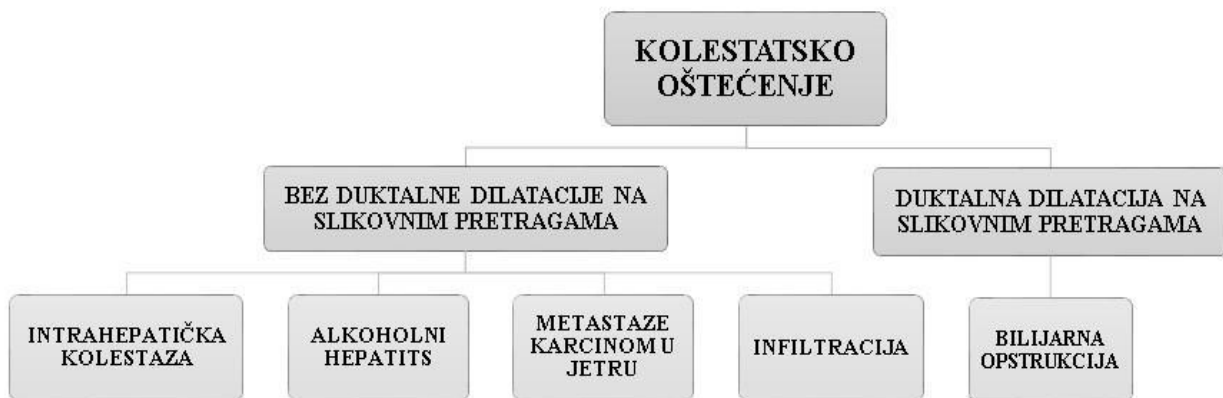 KOLESTATSKO
OŠTEĆENJE
BEZ DUKTALNE DILATACIJE NA
SLIKOVNIM PRETRAGAMA
DUKTALNA DILATACIJA NA
SLIKOVNIM PRETRAGAMA
INTRAHEPATIČKA
KOLESTAZA
ALKOHOLNI
HEPATITS
METASTAZE
KARCINOM U
JETRU
INFILTRACIJA
BILIJARNA
OPSTRUKCIJA